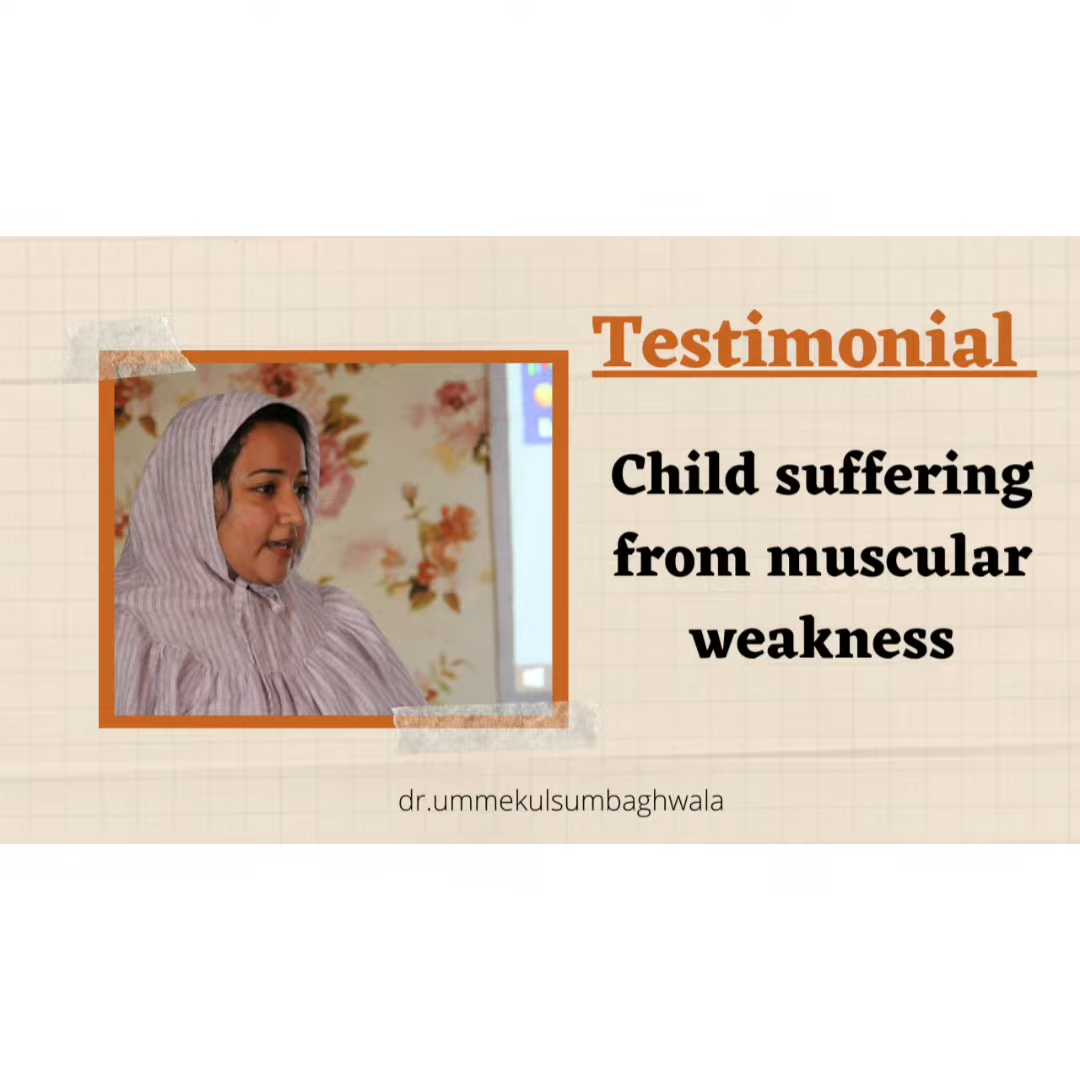 Testimonial
Child suffering
from muscular
weakness
dr.ummekulsumbaghwala